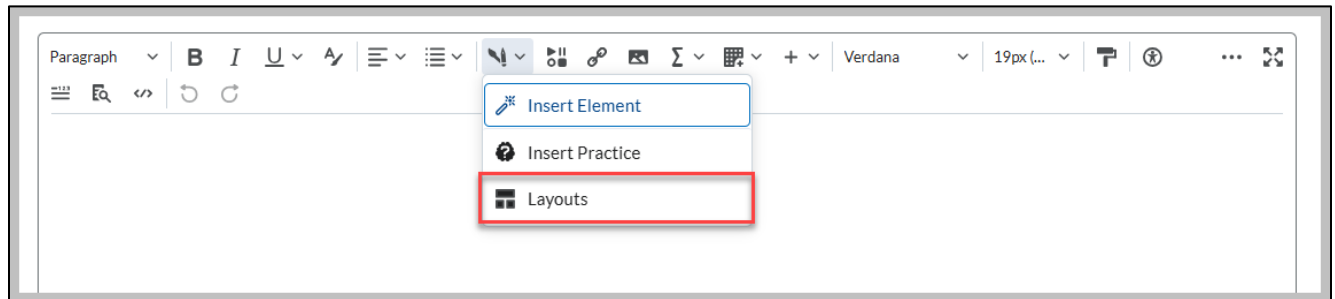 Paragraph B I U A Σ + Verdana 19px (...
Insert Element
Insert Practice
Layouts